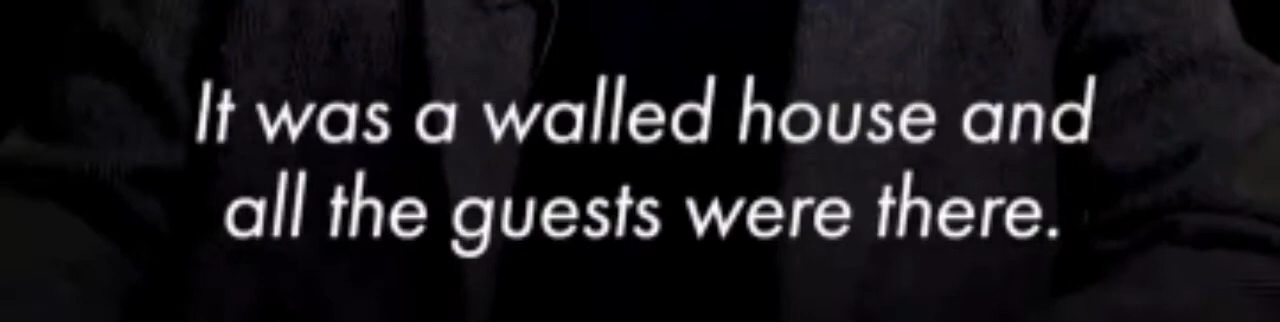 It was a walled house and
all the guests were there.